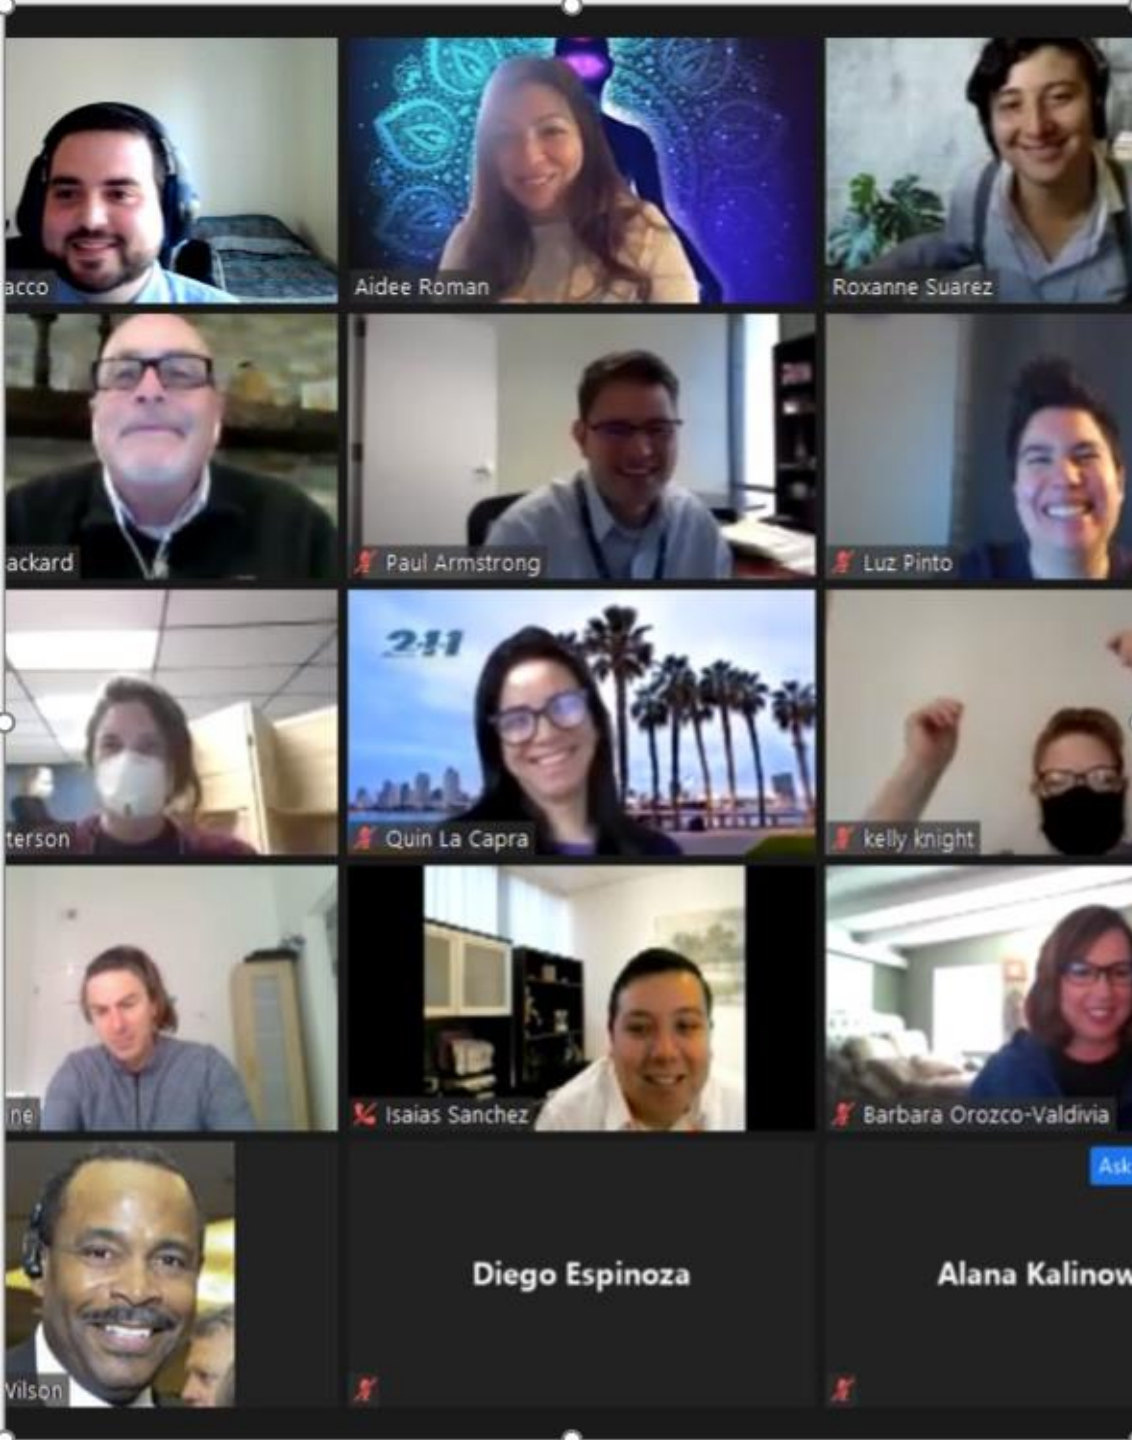 acco
Aidee Roman
Roxanne Suarez
ackard
Paul Armstrong
Luz Pinto
terson
211
Quin La Capra
kelly knight
ne
Isaias Sanchez
Barbara Orozco-Valdivia
Wilson
Diego Espinoza
Ask
Alana Kalinow